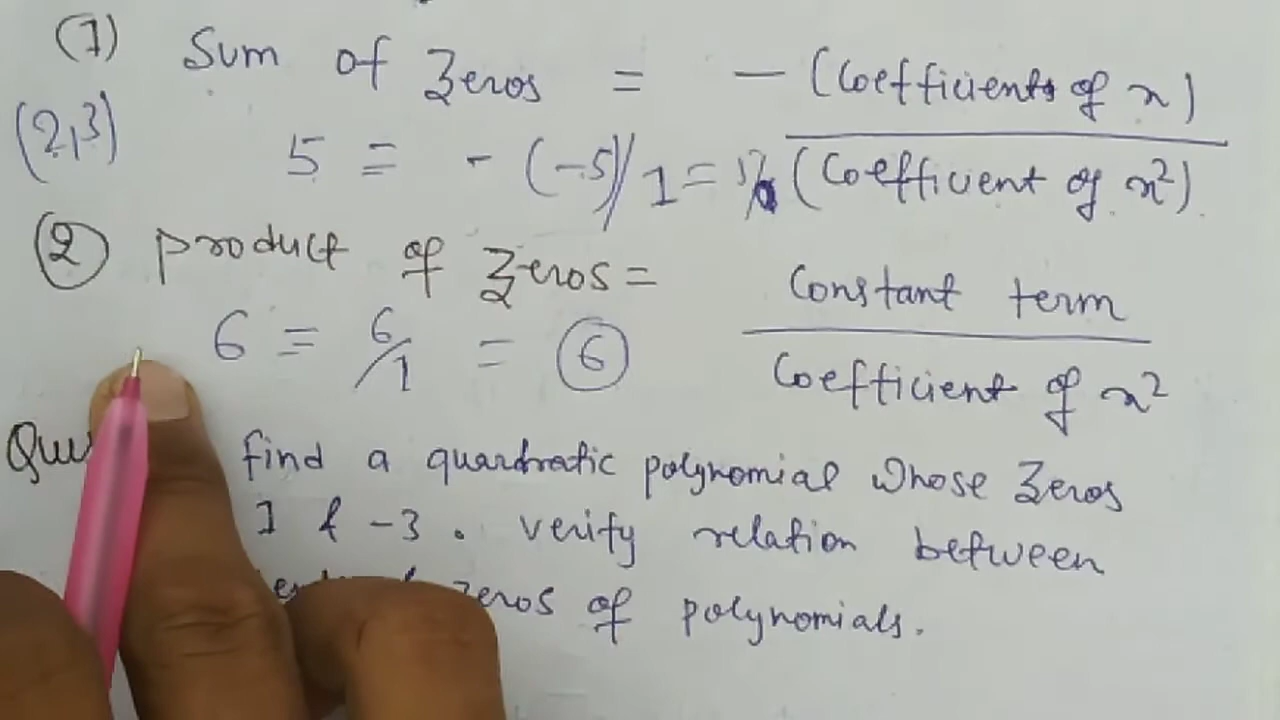 (1) Sum of Zeros = - (Coefficients of x)
(Coefficient of x²)
(2,3)
5 = - (-5)/1 =
(2) product of Zeros = Constant term
Coefficient of x²
6 = 6/1 = 6
find a quardratic polynomial whose Zeros
1 & -3 . verify relation between
zeros of polynomials.